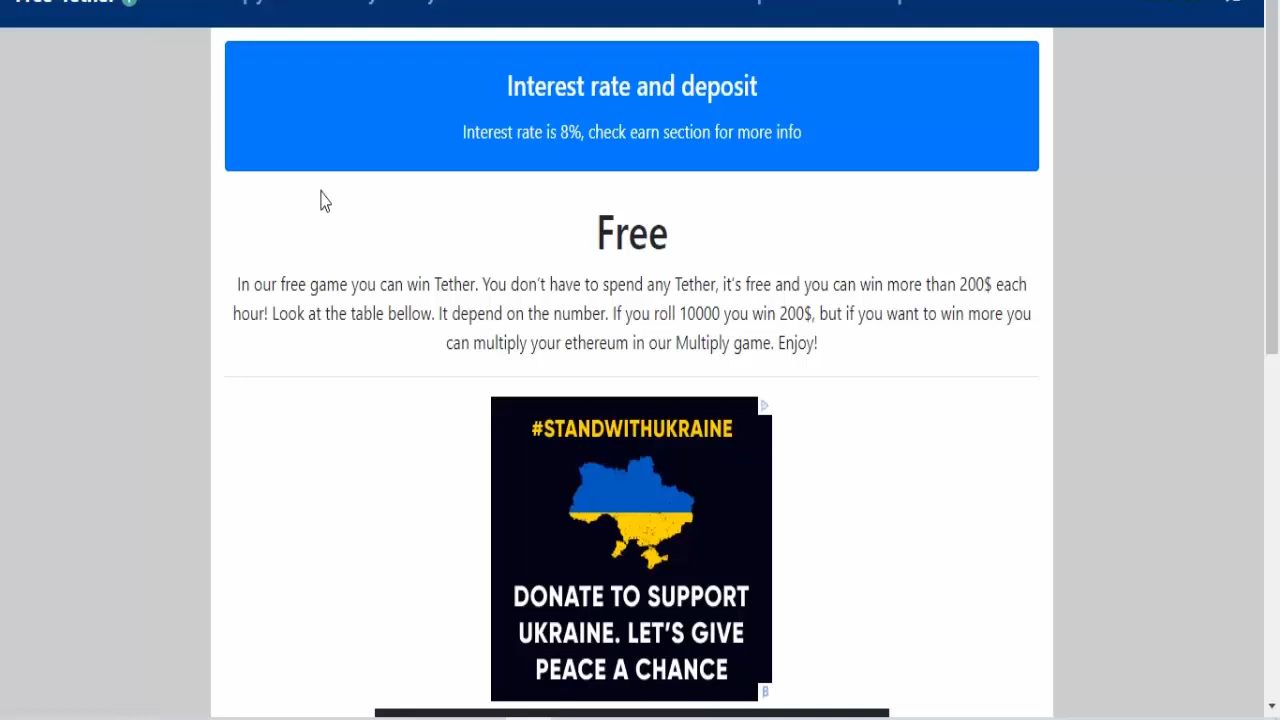 Free Tether
Interest rate and deposit
Interest rate is 8%, check earn section for more info
Free
In our free game you can win Tether. You don't have to spend any Tether, it's free and you can win more than 200$ each
hour! Look at the table bellow. It depend on the number. If you roll 10000 you win 200$, but if you want to win more you
can multiply your ethereum in our Multiply game. Enjoy!
#STANDWITHUKRAINE
DONATE TO SUPPORT
UKRAINE. LET'S GIVE
PEACE A CHANCE